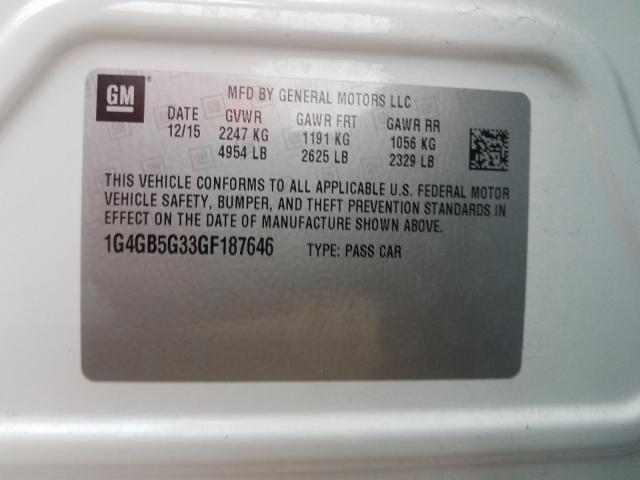 GM
MFD BY GENERAL MOTORS LLC
DATE GVWR GAWR FRT GAWR RR
12/15 2247 KG 1191 KG 1056 KG
4954 LB 2625 LB 2329 LB
THIS VEHICLE CONFORMS TO ALL APPLICABLE U.S. FEDERAL MOTOR
VEHICLE SAFETY, BUMPER, AND THEFT PREVENTION STANDARDS IN
EFFECT ON THE DATE OF MANUFACTURE SHOWN ABOVE.
1G4GB5G33GF187646 TYPE: PASS CAR